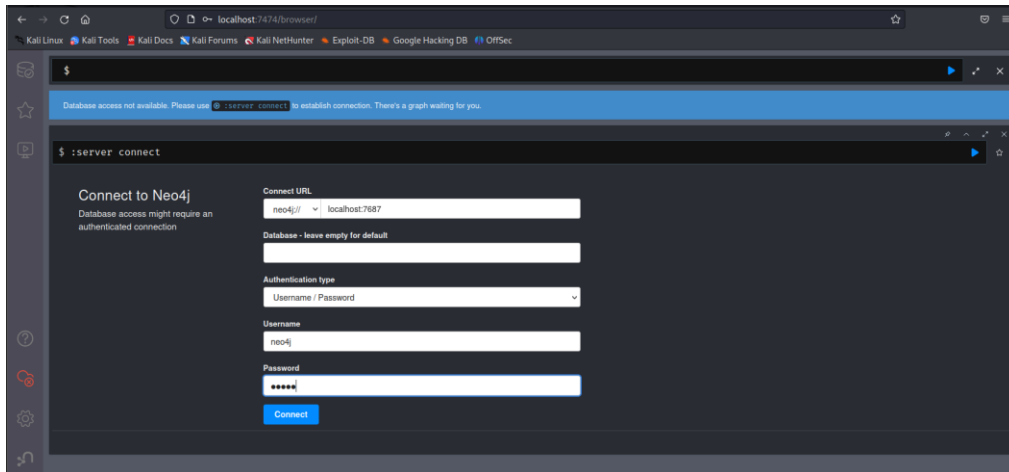 localhost:7474/browser/
Kali Linux Kali Tools Kali Docs Kali Forums Kali NetHunter Exploit-DB Google Hacking DB OffSec
$
Database access not available. Please use :server connect to establish connection. There's a graph waiting for you.
$ :server connect
Connect to Neo4j
Database access might require an
authenticated connection
Connect URL
neo4j:// localhost:7687
Database - leave empty for default
Authentication type
Username / Password
Username
neo4j
Password
•••••
Connect